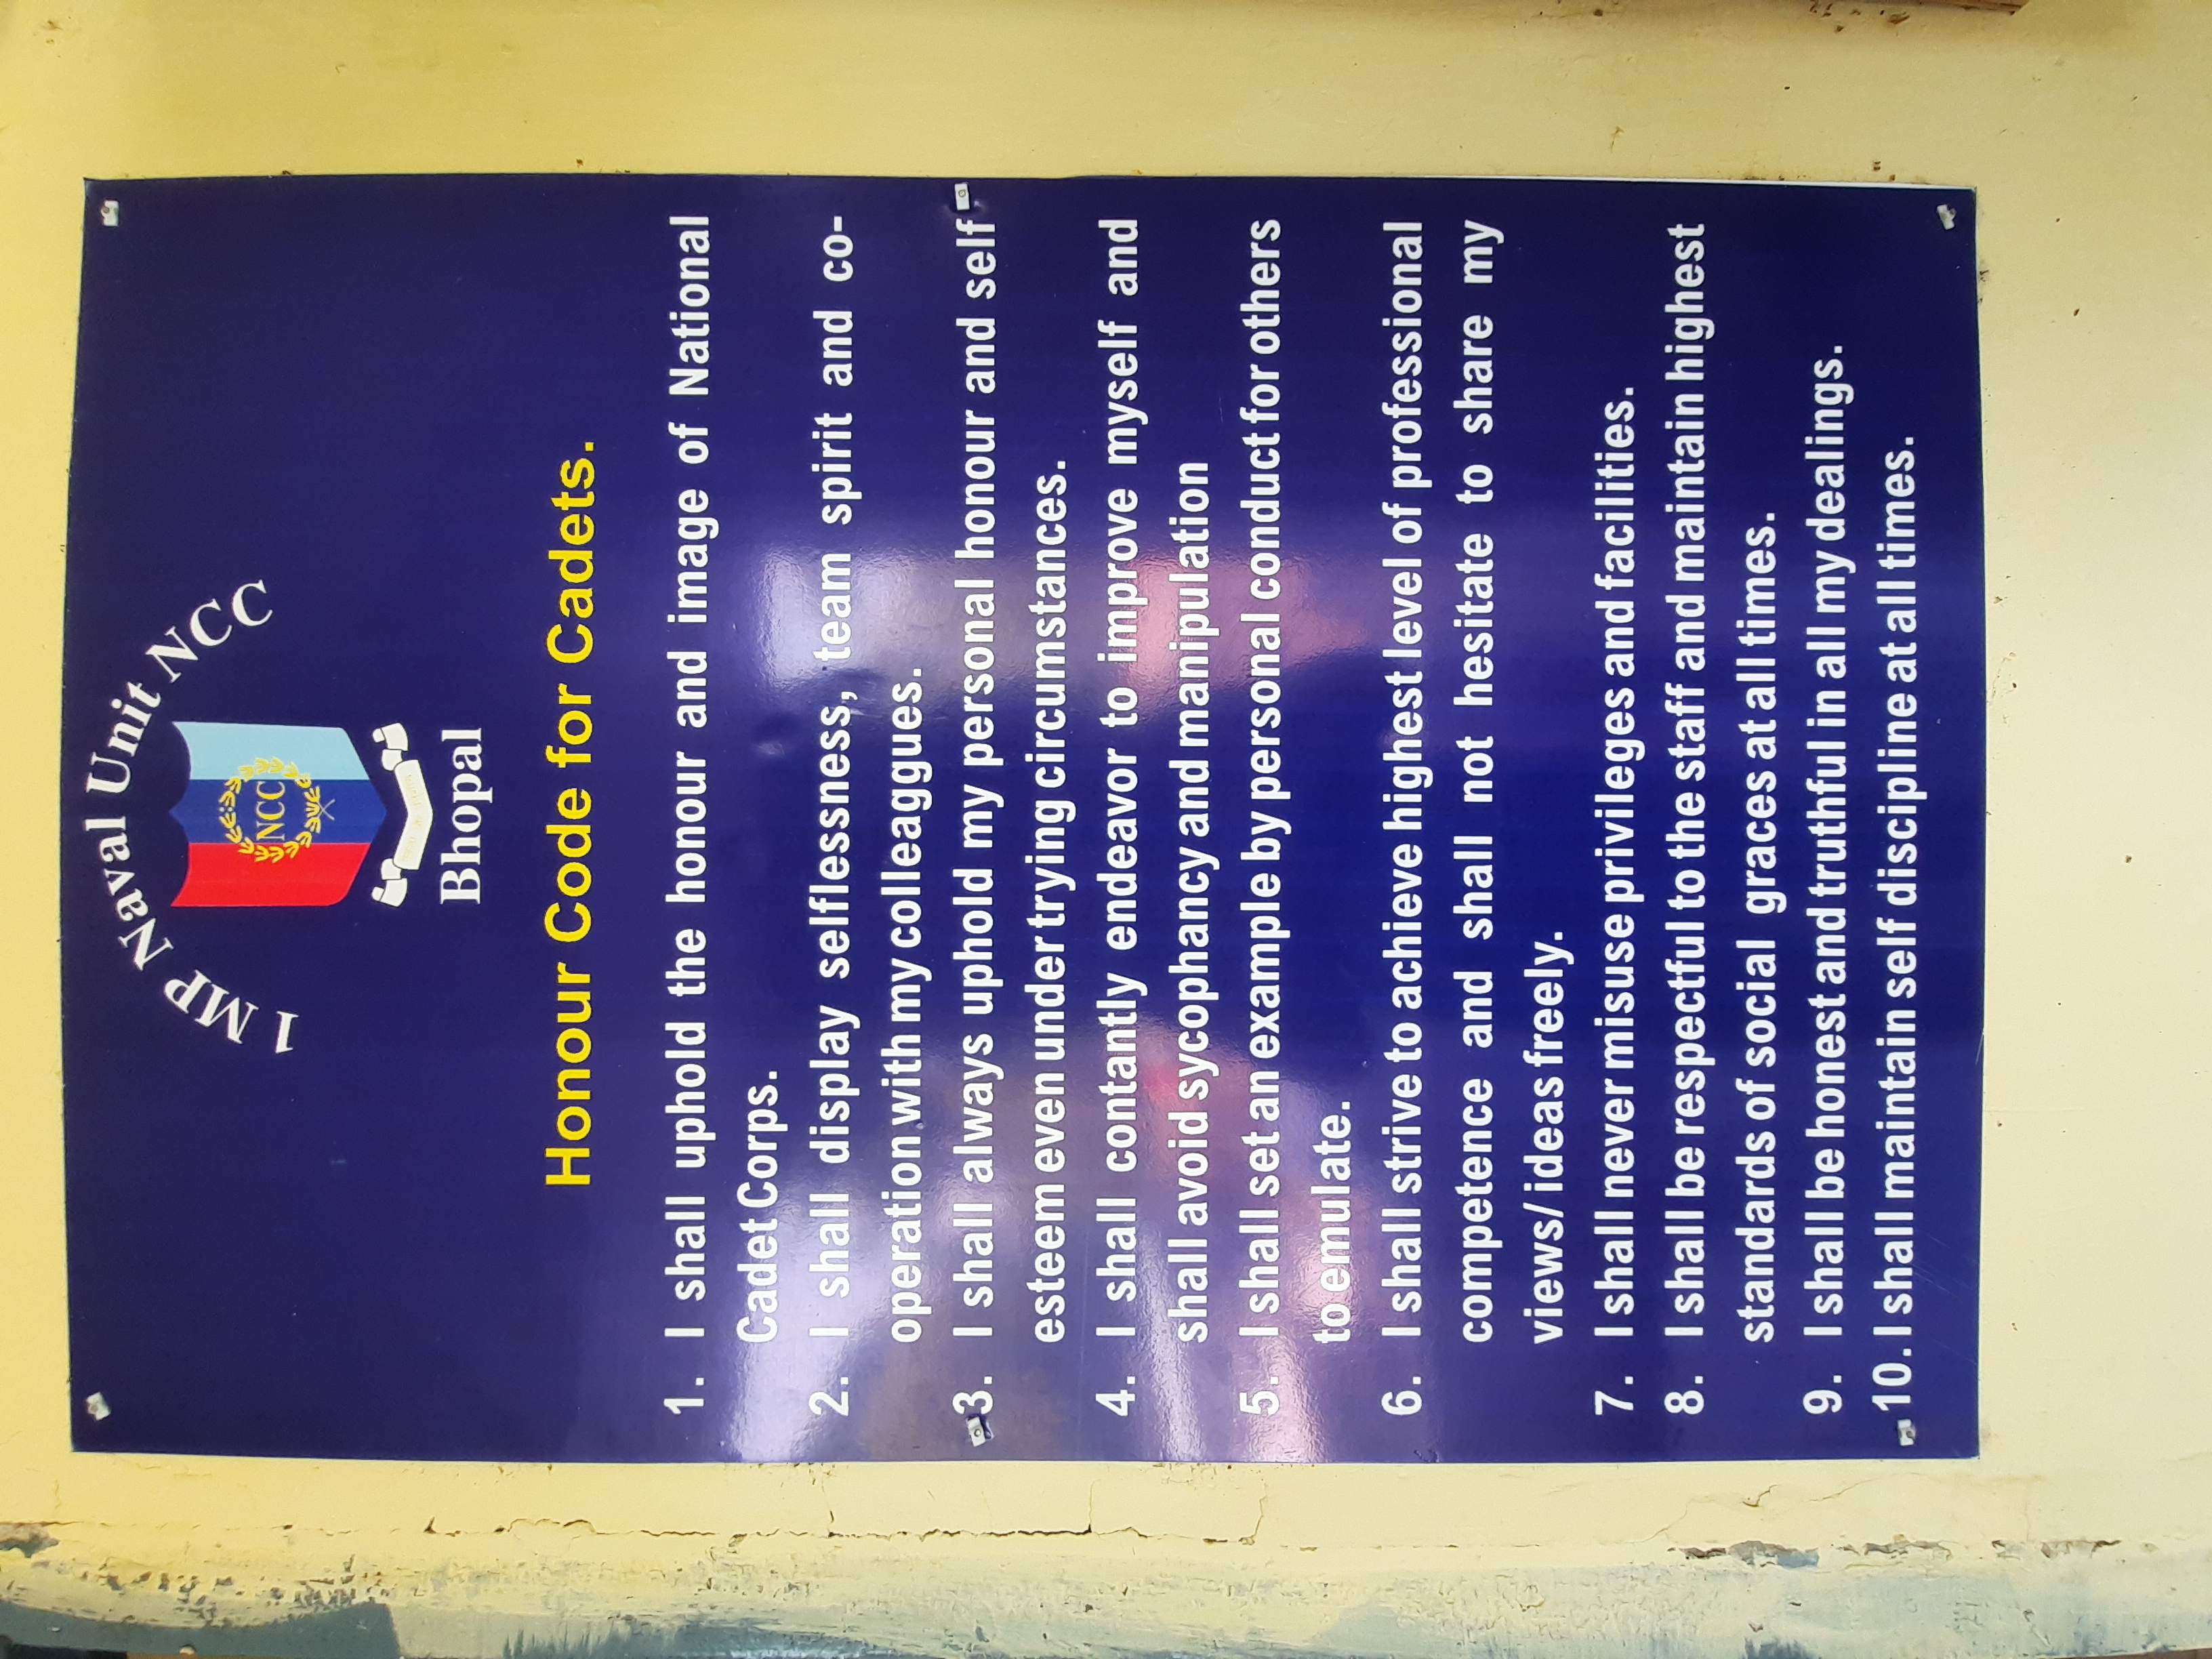 1 MP Naval Unit NCC
NCC
Bhopal
Honour Code for Cadets.
1. I shall uphold the honour and image of National
Cadet Corps.
2. I shall display selflessness, team spirit and co-
operation with my colleaggues.
3. I shall always uphold my personal honour and self
esteem even under trying circumstances.
4. I shall contantly endeavor to improve myself and
shall avoid sycophancy and manipulation
5. I shall set an example by personal conduct for others
to emulate.
6. I shall strive to achieve highest level of professional
competence and shall not hesitate to share my
views/ ideas freely.
7. I shall never misuse privileges and facilities.
8. I shall be respectful to the staff and maintain highest
standards of social graces at all times.
9. I shall be honest and truthful in all my dealings.
10. I shall maintain self discipline at all times.